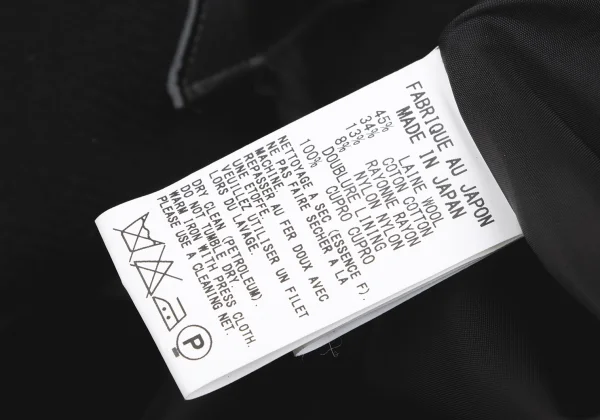 FABRIQUE AU JAPON
MADE IN JAPAN
45% LAINE WOOL
34% COTON COTTON
13% RAYONNE RAYON
8% NYLON NYLON
DOUBLURE LINING
100% CUPRO CUPRO
NETTOYAGE A SEC (ESSENCE F).
NE PAS FAIRE SECHER A LA
MACHINE.
REPASSER AU FER DOUX AVEC
UNE ETOFFE.
VEUILLEZ UTILISER UN FILET
LORS DU LAVAGE.
DRY CLEAN (PETROLEUM).
DO NOT TUMBLE DRY.
WARM IRON WITH PRESS CLOTH.
PLEASE USE A CLEANING NET.
P